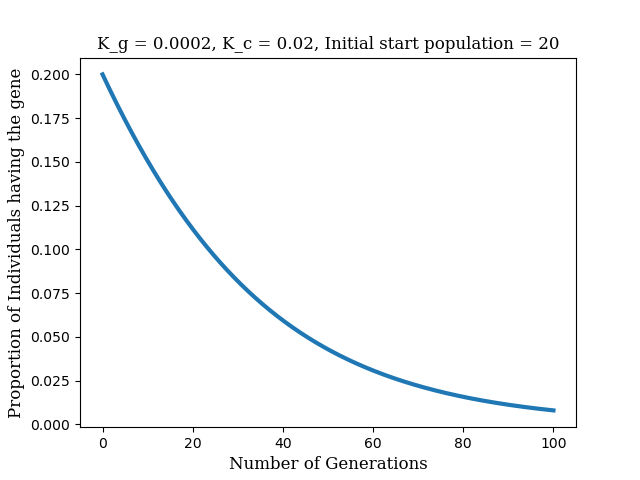 K_g = 0.0002, K_c = 0.02, Initial start population = 20
Proportion of Individuals having the gene
0.200
0.175
0.150
0.125
0.100
0.075
0.050
0.025
0.000
0 20 40 60 80 100
Number of Generations